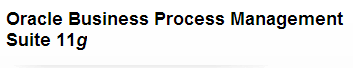 Oracle Business Process Management
Suite 11g